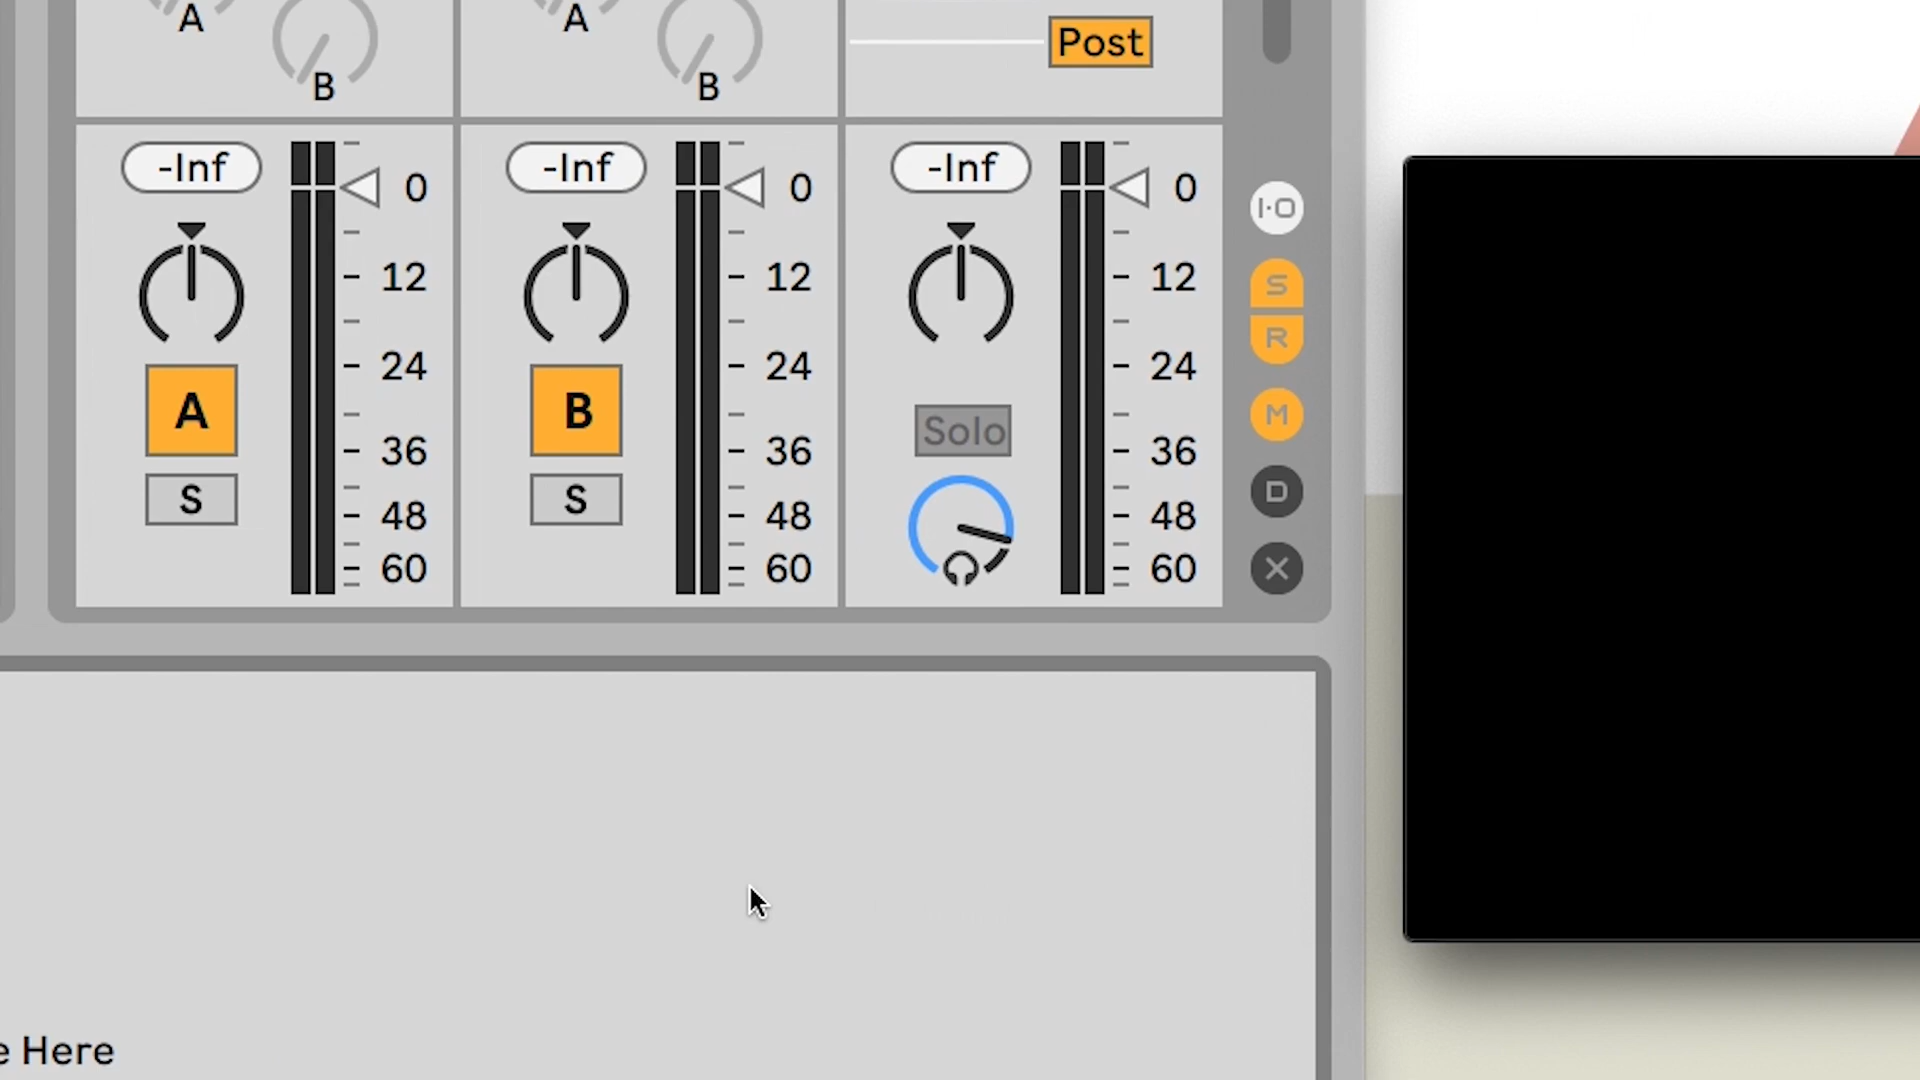 A B A B Post
-Inf 0 -Inf 0 -Inf 0
I·O
12 12 12
S
R
24 24 24
A B Solo M
36 36 36
S S D
48 48 48
60 60 60
e Here